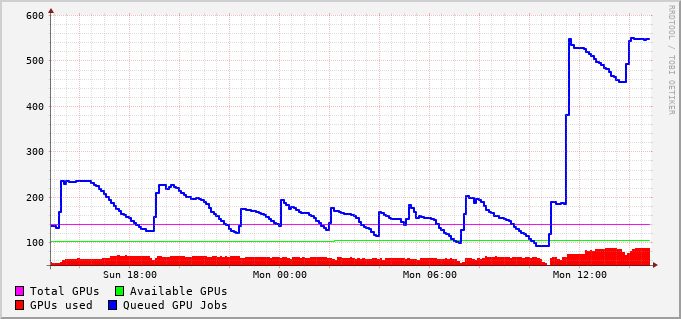 600
500
400
300
200
100
Sun 18:00 Mon 00:00 Mon 06:00 Mon 12:00
Total GPUs Available GPUs
GPUs used Queued GPU Jobs
RRDTOOL / TOBI OETIKER